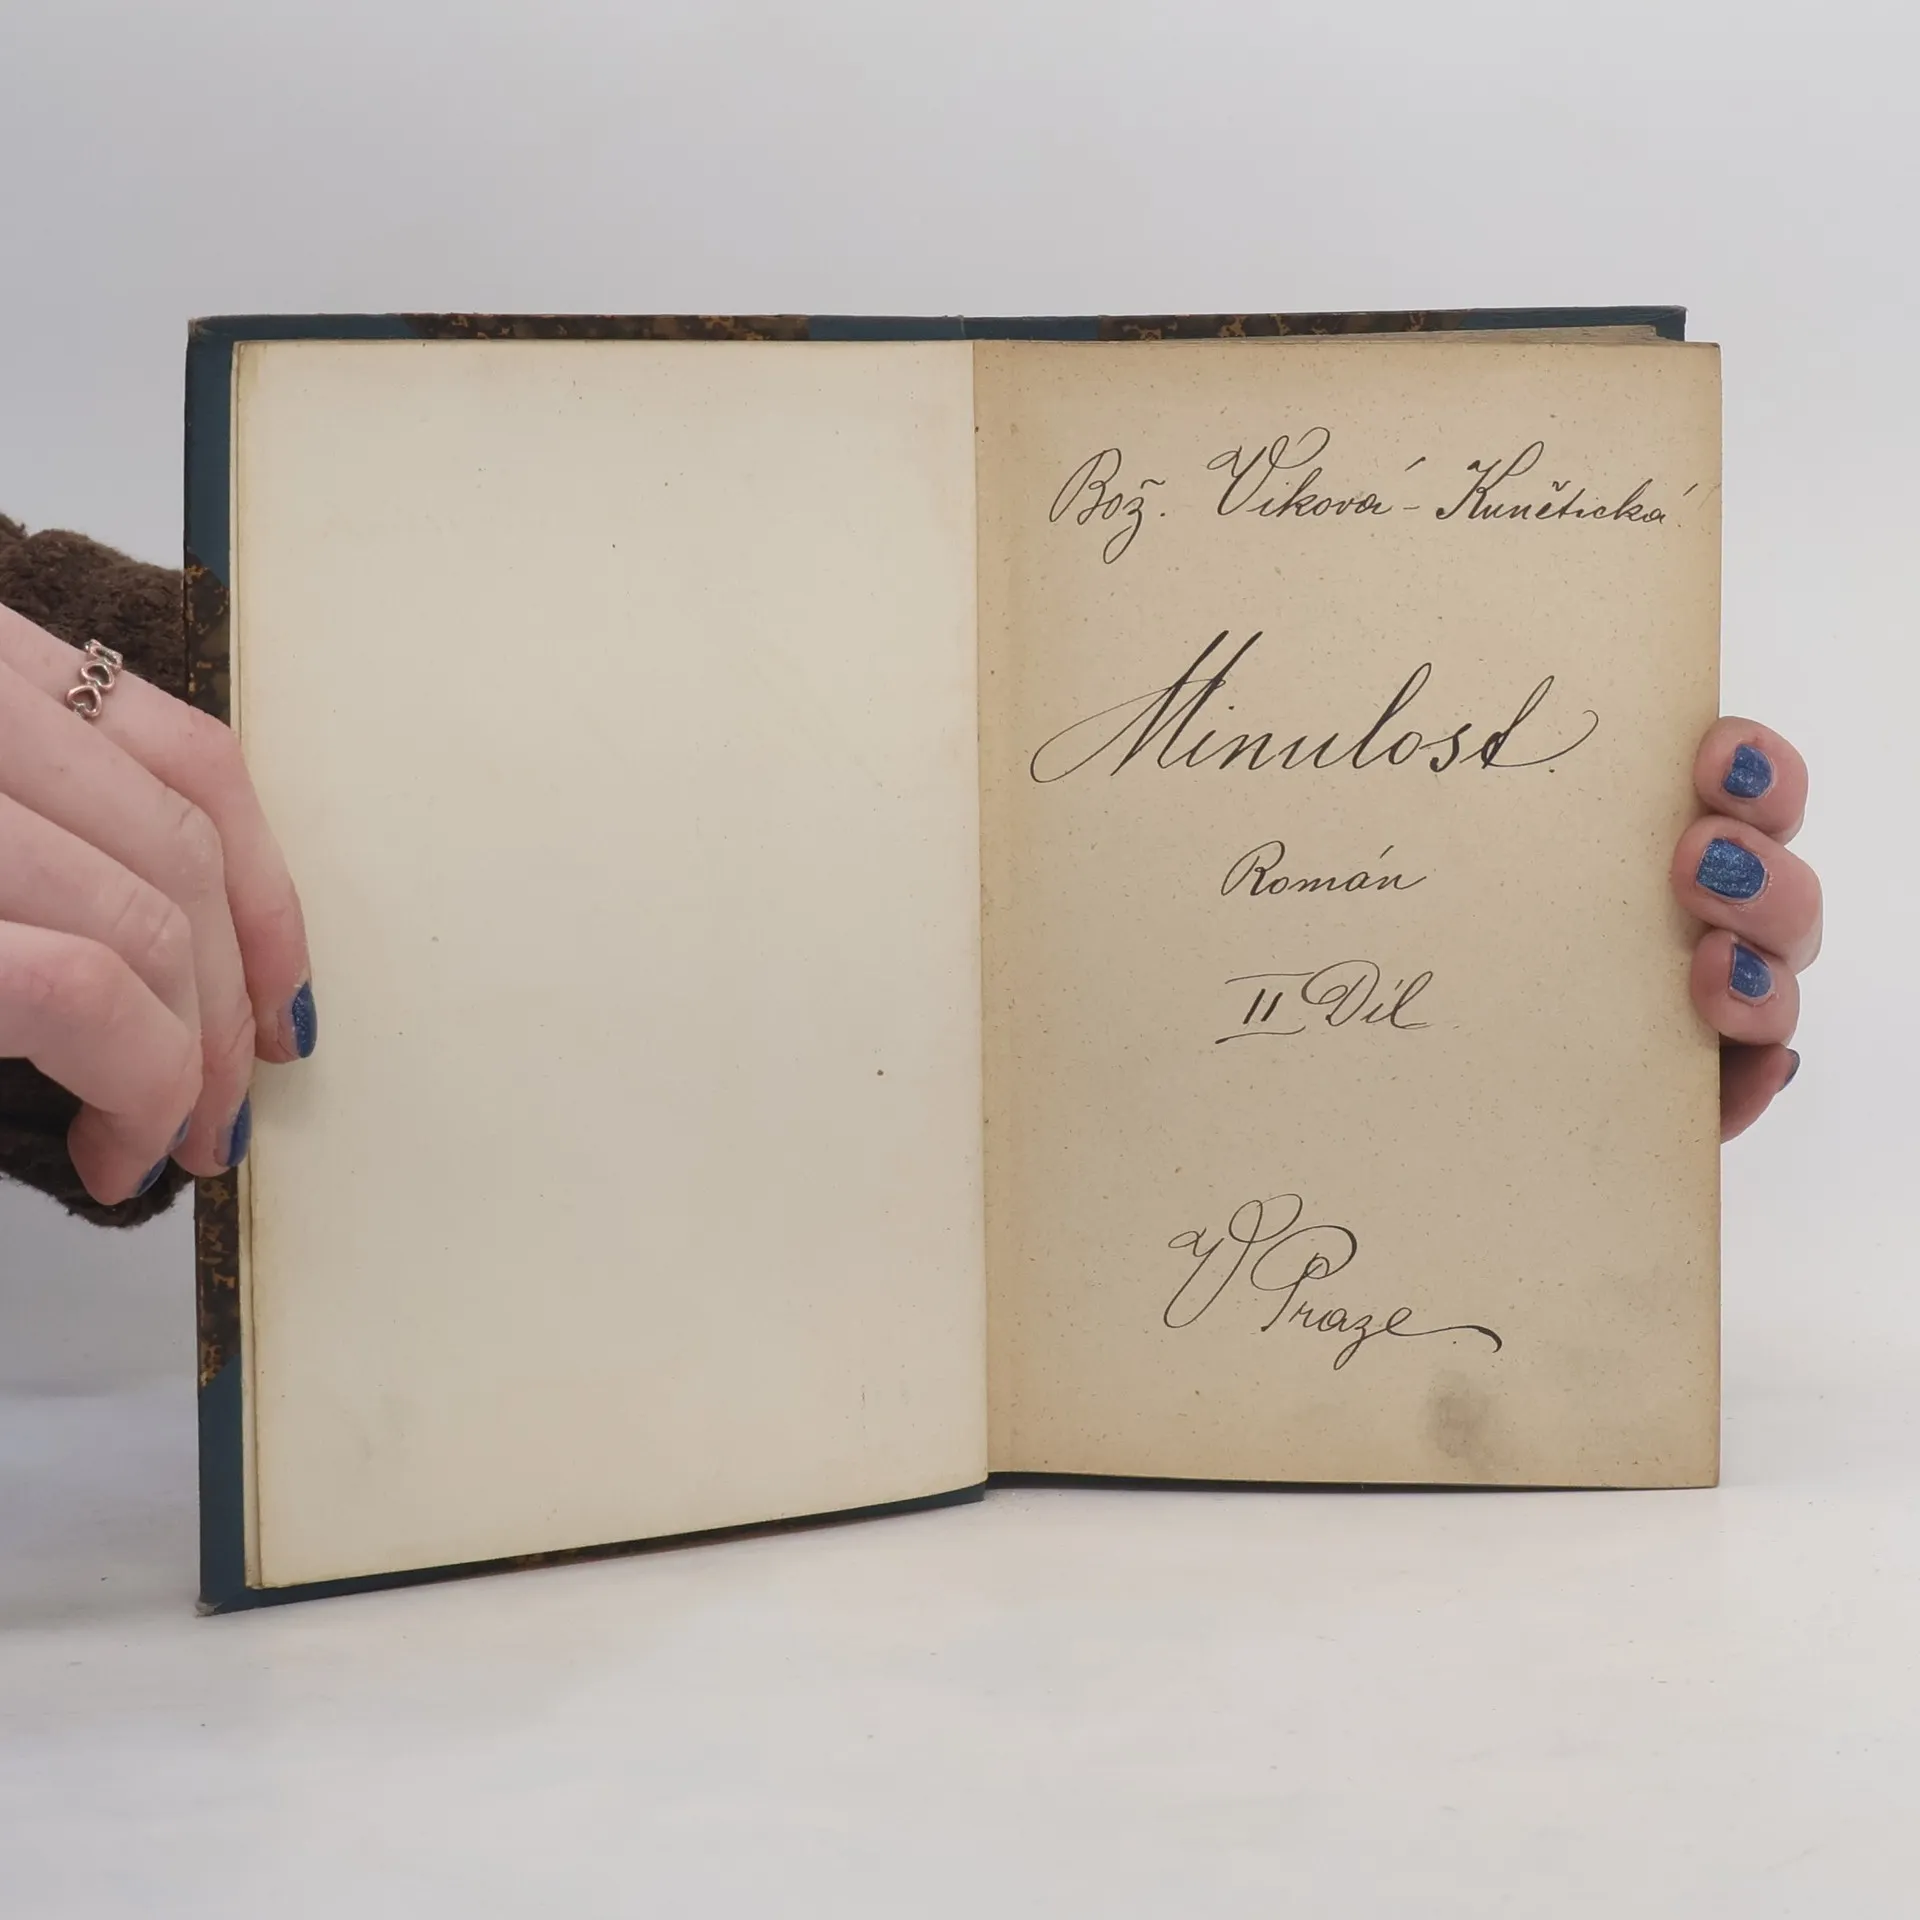 Bož. Viková-Kunětická
Minulost.
Román
II Díl.
V Praze